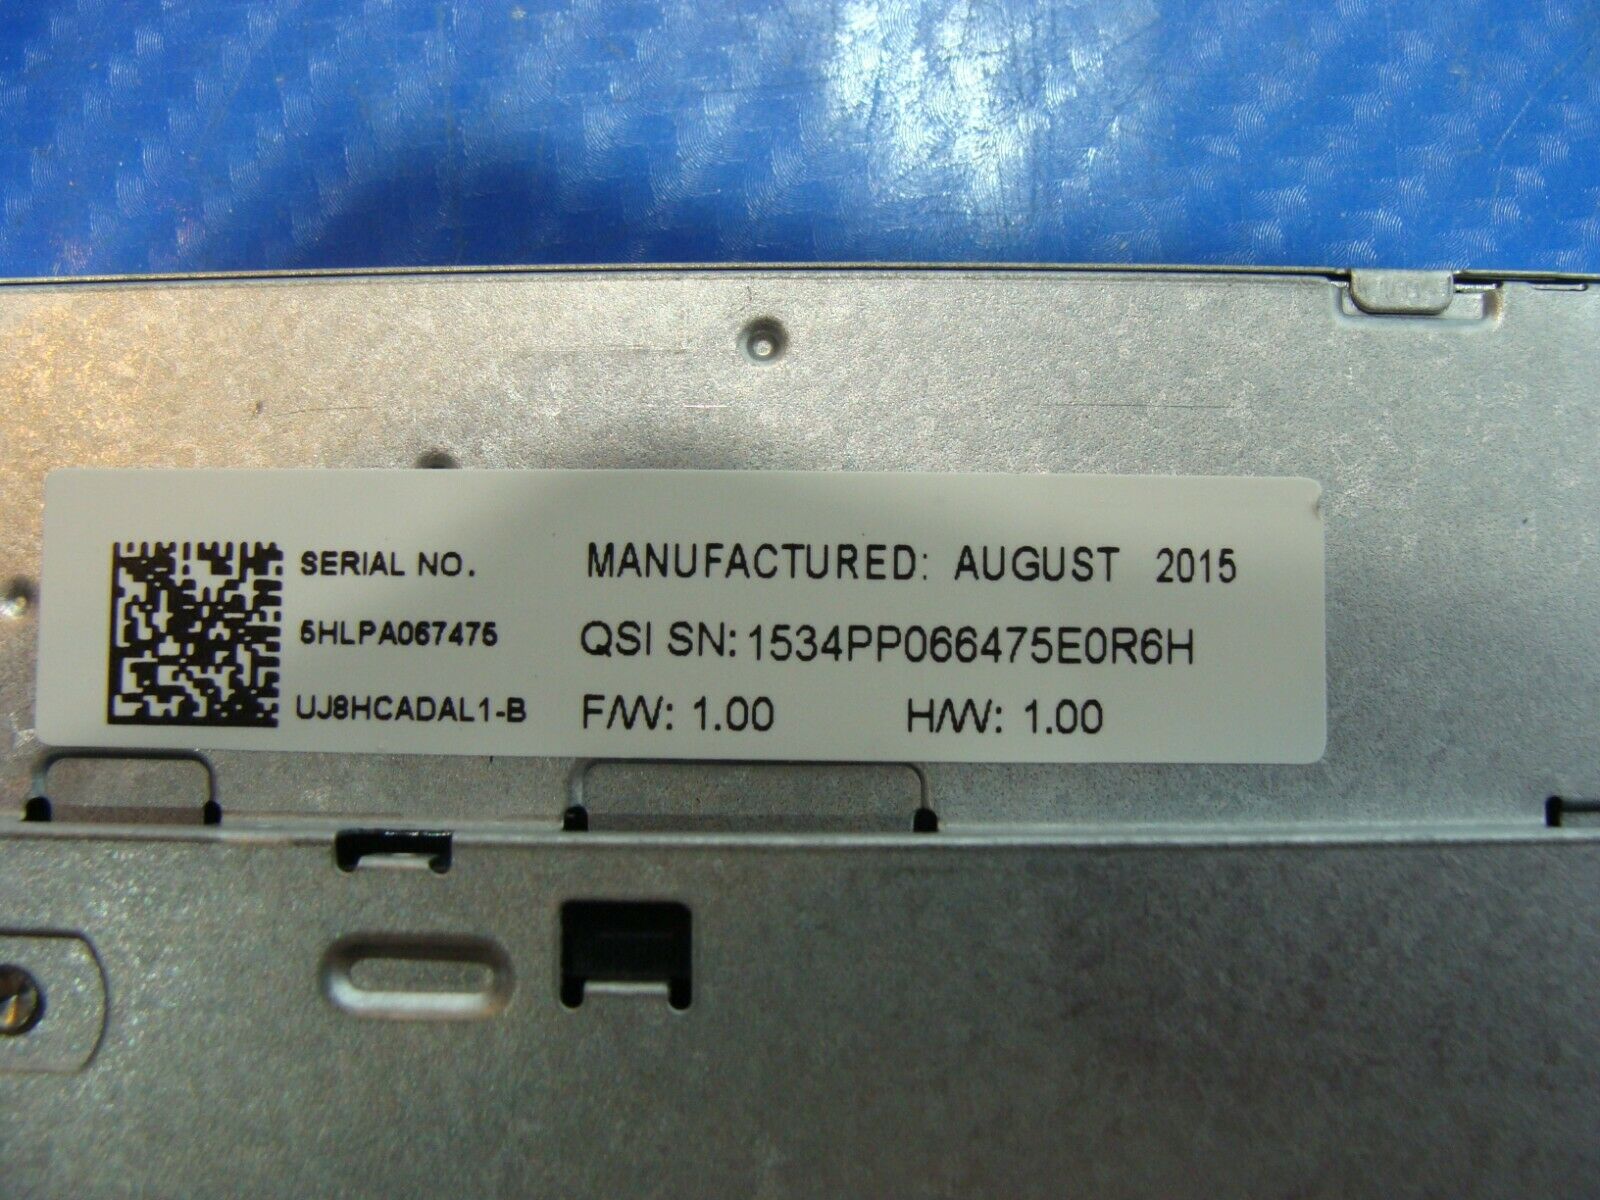 SERIAL NO.
5HLPA067475
UJ8HCADAL1-B
MANUFACTURED: AUGUST 2015
QSI SN: 1534PP066475E0R6H
F/W: 1.00 H/W: 1.00